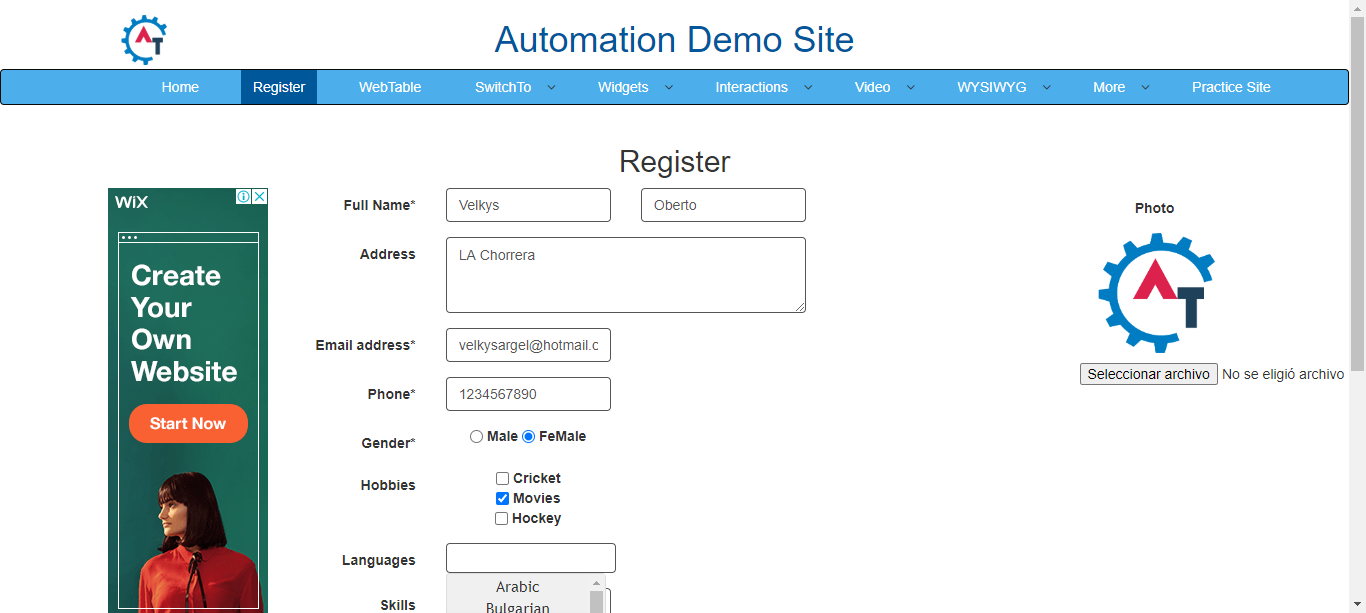 AT
Automation Demo Site
Home Register WebTable SwitchTo Widgets Interactions Video WYSIWYG More Practice Site
Register
WiX
Create
Your
Own
Website
Start Now
Full Name* Velkys Oberto
Address LA Chorrera
Email address* velkysargel@hotmail.c
Phone* 1234567890
Gender* Male FeMale
Hobbies Cricket
Movies
Hockey
Languages
Arabic
Bulgarian
Skills
Photo
AT
Seleccionar archivo No se eligió archivo